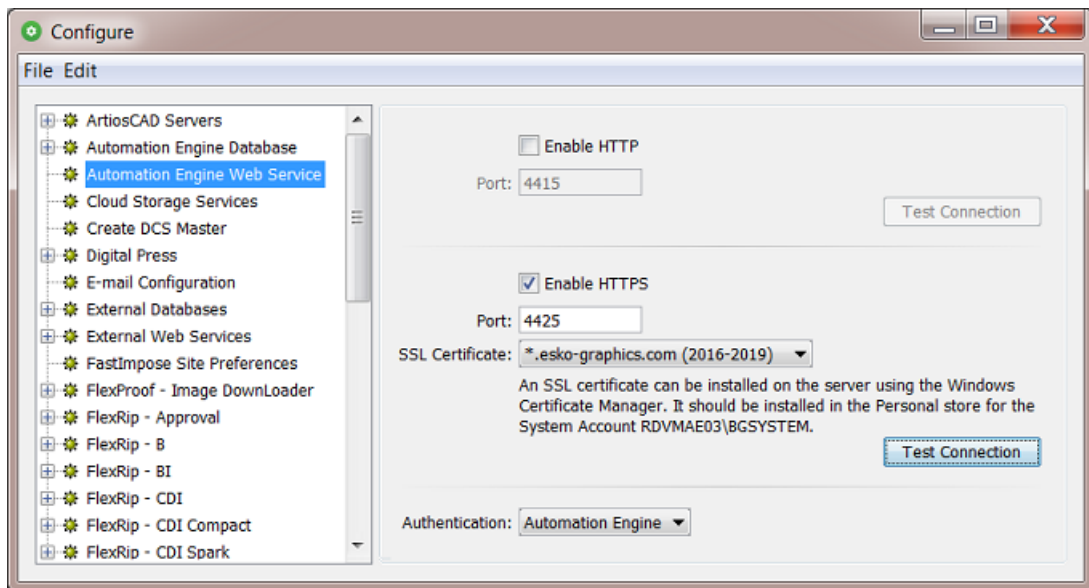 Configure
File Edit
ArtiosCAD Servers
Automation Engine Database
Automation Engine Web Service
Cloud Storage Services
Create DCS Master
Digital Press
E-mail Configuration
External Databases
External Web Services
FastImpose Site Preferences
FlexProof - Image DownLoader
FlexRip - Approval
FlexRip - B
FlexRip - BI
FlexRip - CDI
FlexRip - CDI Compact
FlexRip - CDI Spark
Enable HTTP
Port: 4415
Test Connection
Enable HTTPS
Port: 4425
SSL Certificate: *.esko-graphics.com (2016-2019)
An SSL certificate can be installed on the server using the Windows
Certificate Manager. It should be installed in the Personal store for the
System Account RDVMAE03\BGSYSTEM.
Test Connection
Authentication: Automation Engine